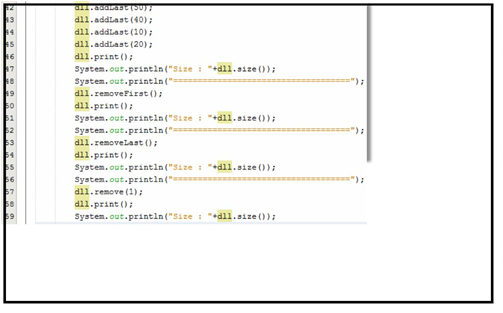 42 dll.addLast(50);
43 dll.addLast(40);
44 dll.addLast(10);
45 dll.addLast(20);
46 dll.print();
47 System.out.println("Size : "+dll.size());
48 System.out.println("====================================");
49 dll.removeFirst();
50 dll.print();
51 System.out.println("Size : "+dll.size());
52 System.out.println("====================================");
53 dll.removeLast();
54 dll.print();
55 System.out.println("Size : "+dll.size());
56 System.out.println("====================================");
57 dll.remove(1);
58 dll.print();
59 System.out.println("Size : "+dll.size());